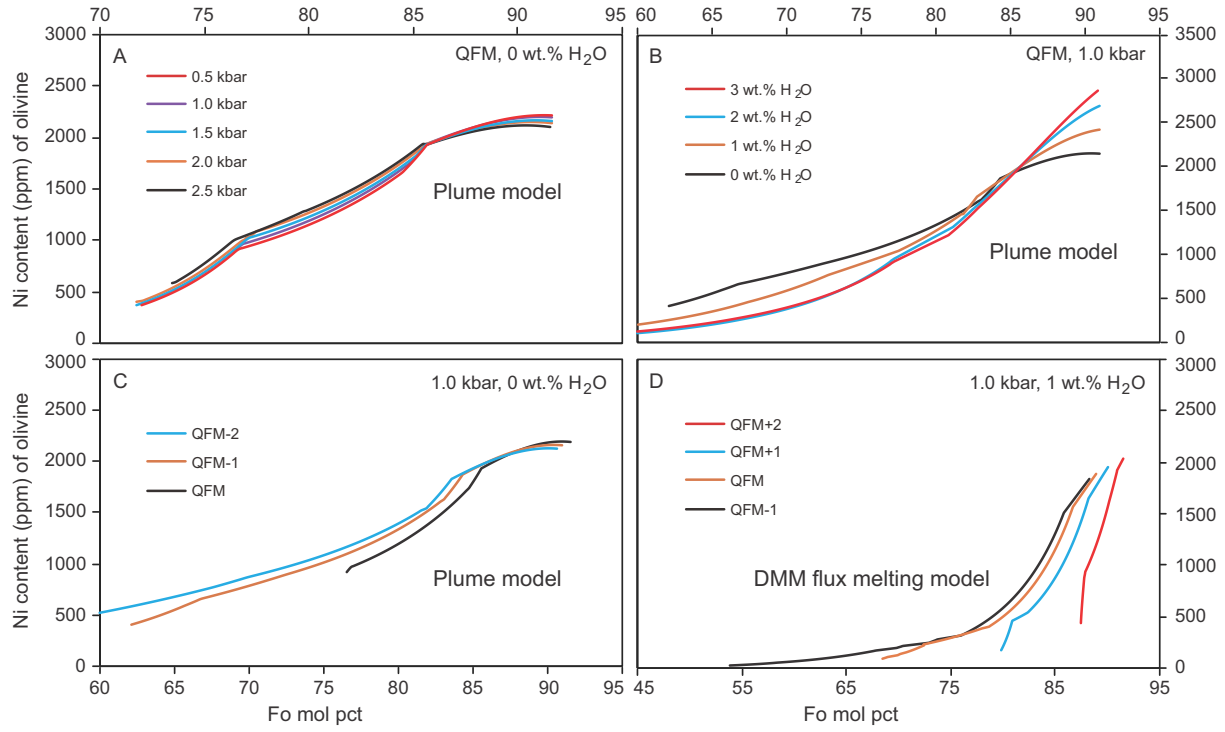 70 75 80 85 90 95
60 65 70 75 80 85 90 95
3000
2500
2000
1500
1000
500
0
Ni content (ppm) of olivine
A
QFM, 0 wt.% H2O
0.5 kbar
1.0 kbar
1.5 kbar
2.0 kbar
2.5 kbar
Plume model
B
QFM, 1.0 kbar
3 wt.% H2O
2 wt.% H2O
1 wt.% H2O
0 wt.% H2O
Plume model
3500
3000
2500
2000
1500
1000
500
0
3000
2500
2000
1500
1000
500
0
Ni content (ppm) of olivine
C
1.0 kbar, 0 wt.% H2O
QFM-2
QFM-1
QFM
Plume model
60 65 70 75 80 85 90 95
Fo mol pct
D
1.0 kbar, 1 wt.% H2O
QFM+2
QFM+1
QFM
QFM-1
DMM flux melting model
3000
2500
2000
1500
1000
500
0
45 55 65 75 85 95
Fo mol pct